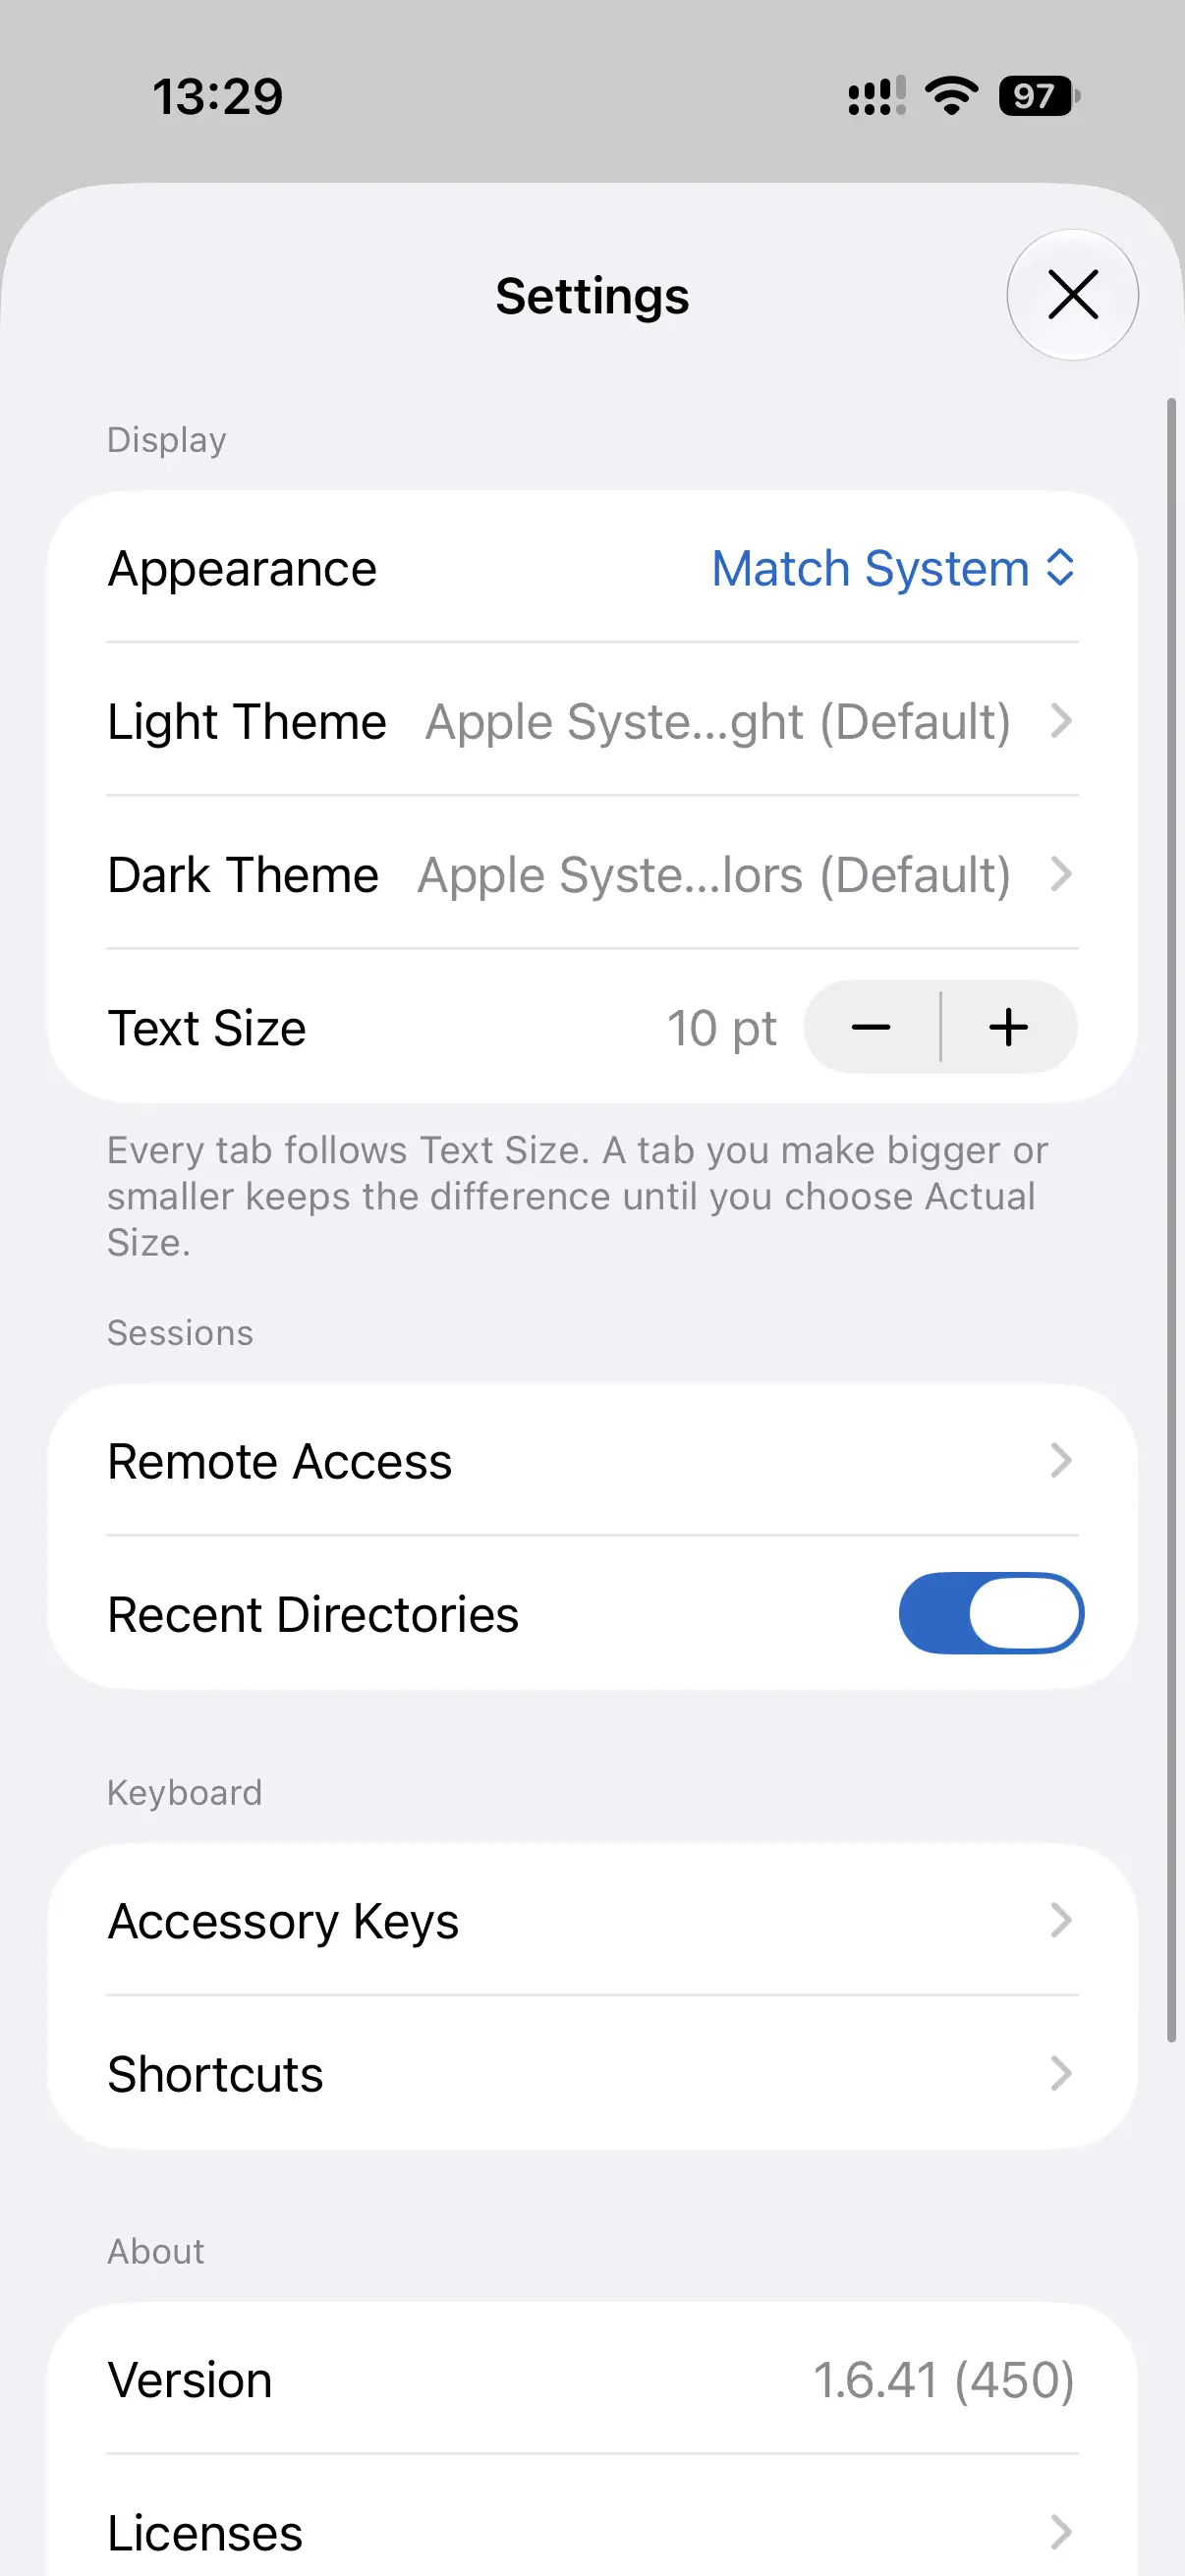 13:29
97
Settings
Display
Appearance
Match System
Light Theme
Apple Syste...ght (Default)
Dark Theme
Apple Syste...lors (Default)
Text Size
10 pt
Every tab follows Text Size. A tab you make bigger or
smaller keeps the difference until you choose Actual
Size.
Sessions
Remote Access
Recent Directories
Keyboard
Accessory Keys
Shortcuts
About
Version
1.6.41 (450)
Licenses